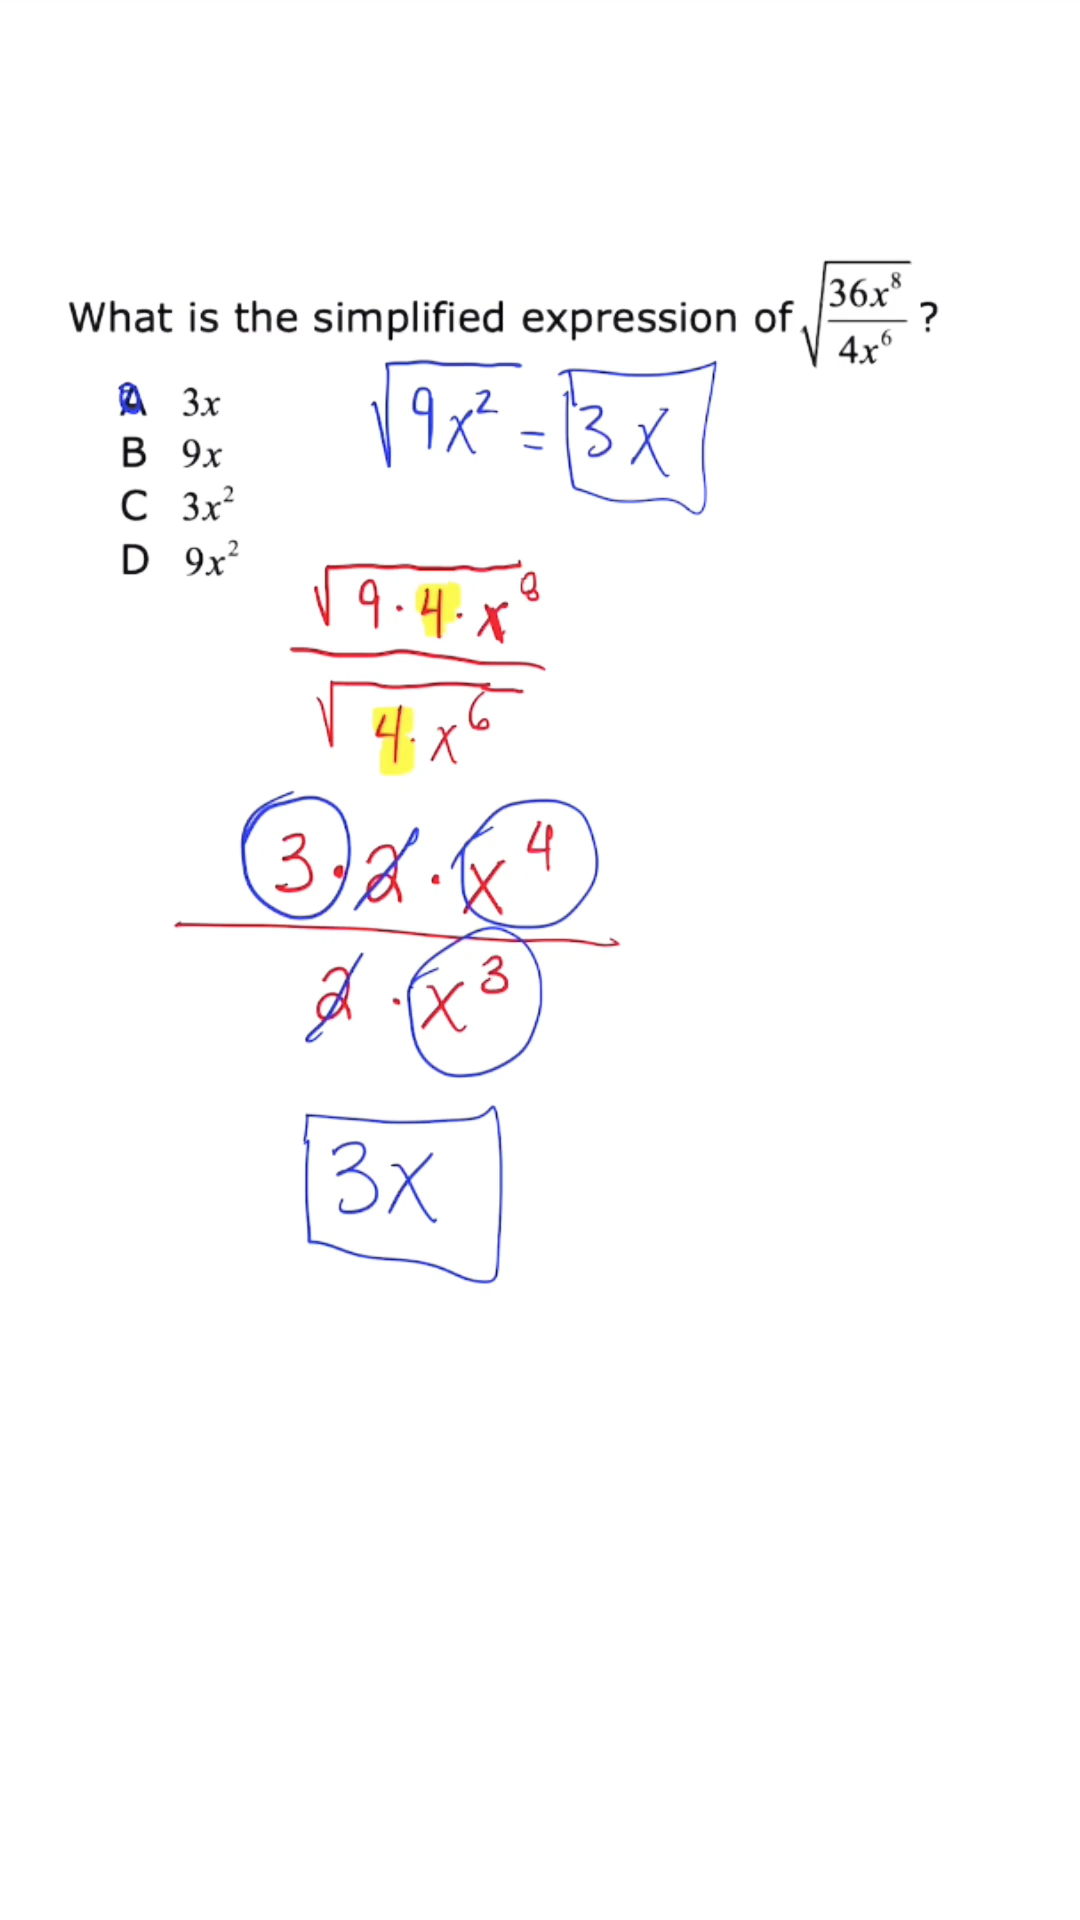 What is the simplified expression of √(36x⁸/4x⁶) ?
A 3x
B 9x
C 3x²
D 9x²
√9x² = 3x
√9·4·x⁸
√4·x⁶
3·2·x⁴
2·x³
3x